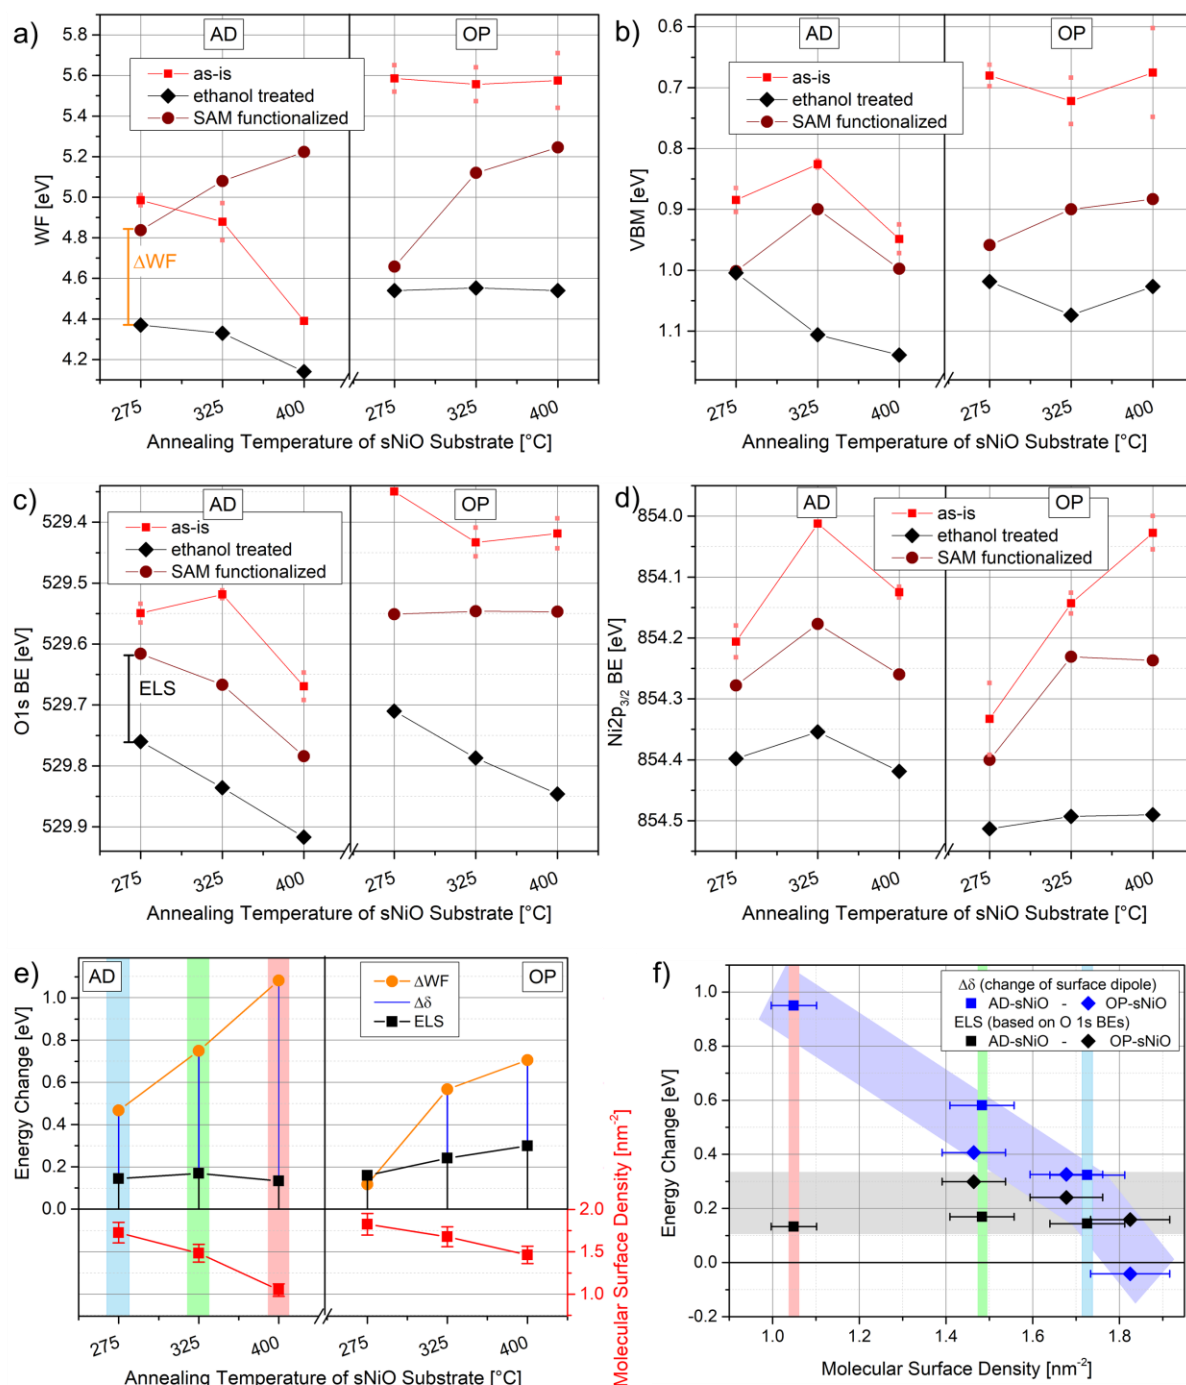 a)
AD
OP
as-is
ethanol treated
SAM functionalized
ΔWF
WF [eV]
5.8
5.6
5.4
5.2
5.0
4.8
4.6
4.4
4.2
275
325
400
275
325
400
Annealing Temperature of sNiO Substrate [°C]
b)
AD
OP
as-is
ethanol treated
SAM functionalized
VBM [eV]
0.6
0.7
0.8
0.9
1.0
1.1
275
325
400
275
325
400
Annealing Temperature of sNiO Substrate [°C]
c)
AD
OP
as-is
ethanol treated
SAM functionalized
ELS
O1s BE [eV]
529.4
529.5
529.6
529.7
529.8
529.9
275
325
400
275
325
400
Annealing Temperature of sNiO Substrate [°C]
d)
AD
OP
as-is
ethanol treated
SAM functionalized
Ni2p3/2 BE [eV]
854.0
854.1
854.2
854.3
854.4
854.5
275
325
400
275
325
400
Annealing Temperature of sNiO Substrate [°C]
e)
AD
OP
ΔWF
Δδ
ELS
Energy Change [eV]
1.0
0.8
0.6
0.4
0.2
0.0
2.0
1.5
1.0
Molecular Surface Density [nm-2]
275
325
400
275
325
400
Annealing Temperature of sNiO Substrate [°C]
f)
Δδ (change of surface dipole)
AD-sNiO - OP-sNiO
ELS (based on O 1s BEs)
AD-sNiO - OP-sNiO
Energy Change [eV]
1.0
0.8
0.6
0.4
0.2
0.0
-0.2
1.0
1.2
1.4
1.6
1.8
Molecular Surface Density [nm-2]